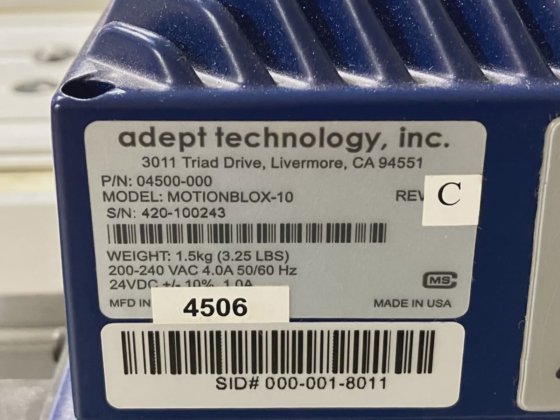 adept technology, inc.
3011 Triad Drive, Livermore, CA 94551
P/N: 04500-000
MODEL: MOTIONBLOX-10 REV C
S/N: 420-100243
WEIGHT: 1.5kg (3.25 LBS)
200-240 VAC 4.0A 50/60 Hz
24VDC +/- 10% 1.0A
MS
MFD IN 4506 MADE IN USA
SID# 000-001-8011